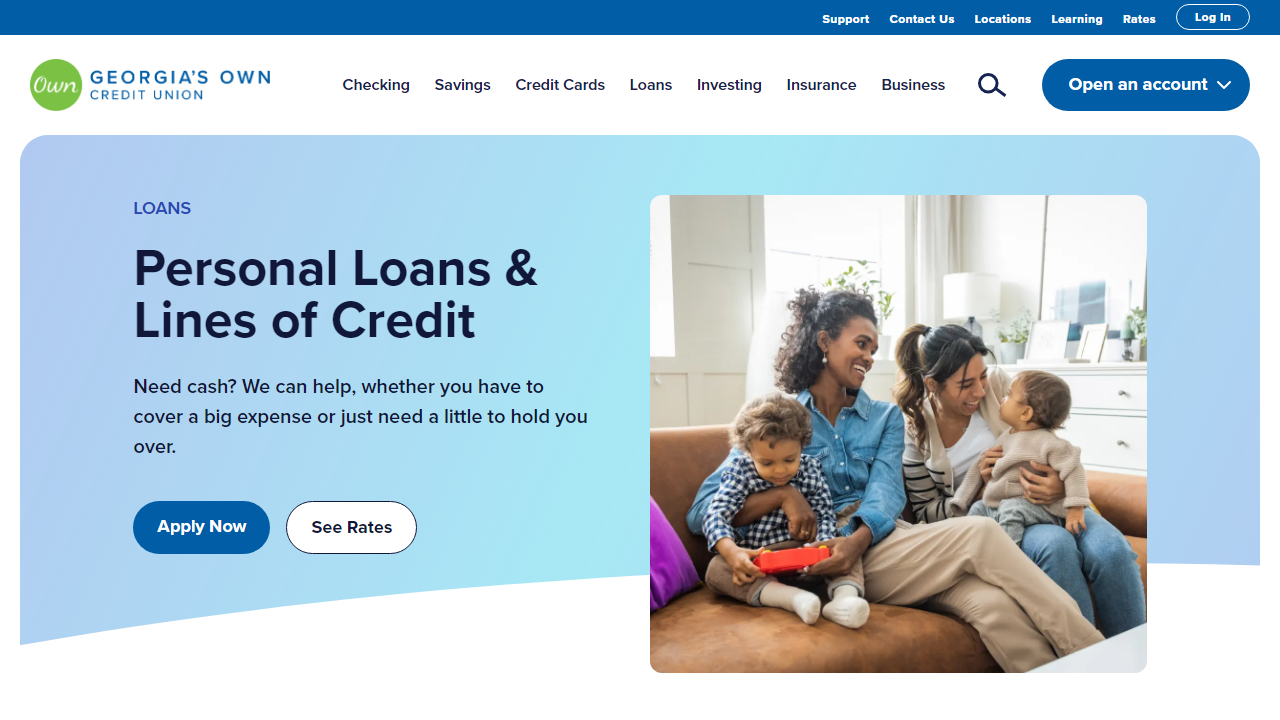 Support Contact Us Locations Learning Rates Log In
Own GEORGIA'S OWN
CREDIT UNION
Checking Savings Credit Cards Loans Investing Insurance Business Open an account
LOANS
Personal Loans &
Lines of Credit
Need cash? We can help, whether you have to
cover a big expense or just need a little to hold you
over.
Apply Now See Rates